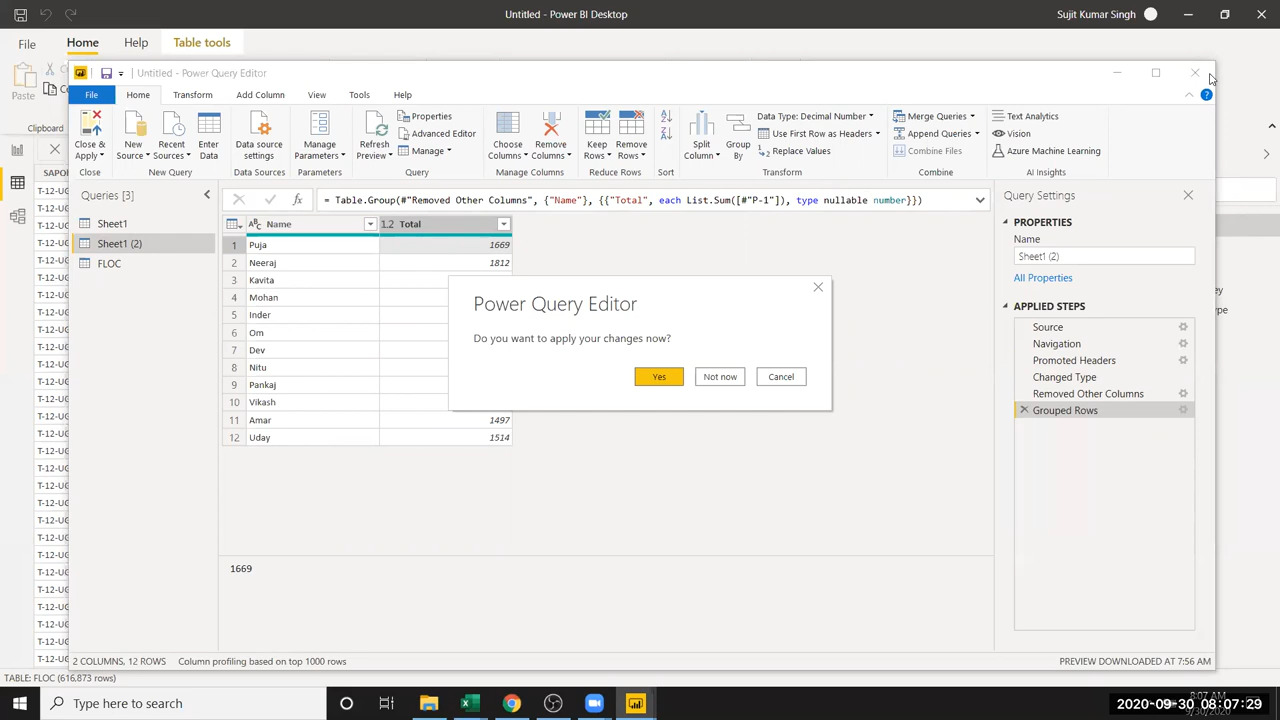 Untitled - Power BI Desktop
Sujit Kumar Singh
File Home Help Table tools
Paste
Clipboard
Untitled - Power Query Editor
File Home Transform Add Column View Tools Help
Close & Apply
New Source
Recent Sources
Enter Data
Data source settings
Manage Parameters
Refresh Preview
Properties
Advanced Editor
Manage
Choose Columns
Remove Columns
Keep Rows
Remove Rows
Split Column
Group By
Data Type: Decimal Number
Use First Row as Headers
Replace Values
Merge Queries
Append Queries
Combine Files
Text Analytics
Vision
Azure Machine Learning
Close New Query Data Sources Parameters Query Manage Columns Reduce Rows Sort Transform Combine AI Insights
Queries [3]
Sheet1
Sheet1 (2)
FLOC
= Table.Group(#"Removed Other Columns", {"Name"}, {{"Total", each List.Sum([#"P-1"]), type nullable number}})
Name 1.2 Total
1 Puja 1669
2 Neeraj 1812
3 Kavita
4 Mohan
5 Inder
6 Om
7 Dev
8 Nitu
9 Pankaj
10 Vikash
11 Amar 1497
12 Uday 1514
1669
Power Query Editor
Do you want to apply your changes now?
Yes Not now Cancel
Query Settings
PROPERTIES
Name
Sheet1 (2)
All Properties
APPLIED STEPS
Source
Navigation
Promoted Headers
Changed Type
Removed Other Columns
Grouped Rows
2 COLUMNS, 12 ROWS Column profiling based on top 1000 rows
PREVIEW DOWNLOADED AT 7:56 AM
TABLE: FLOC (616,873 rows)
Type here to search
2020-09-30 08:07:29